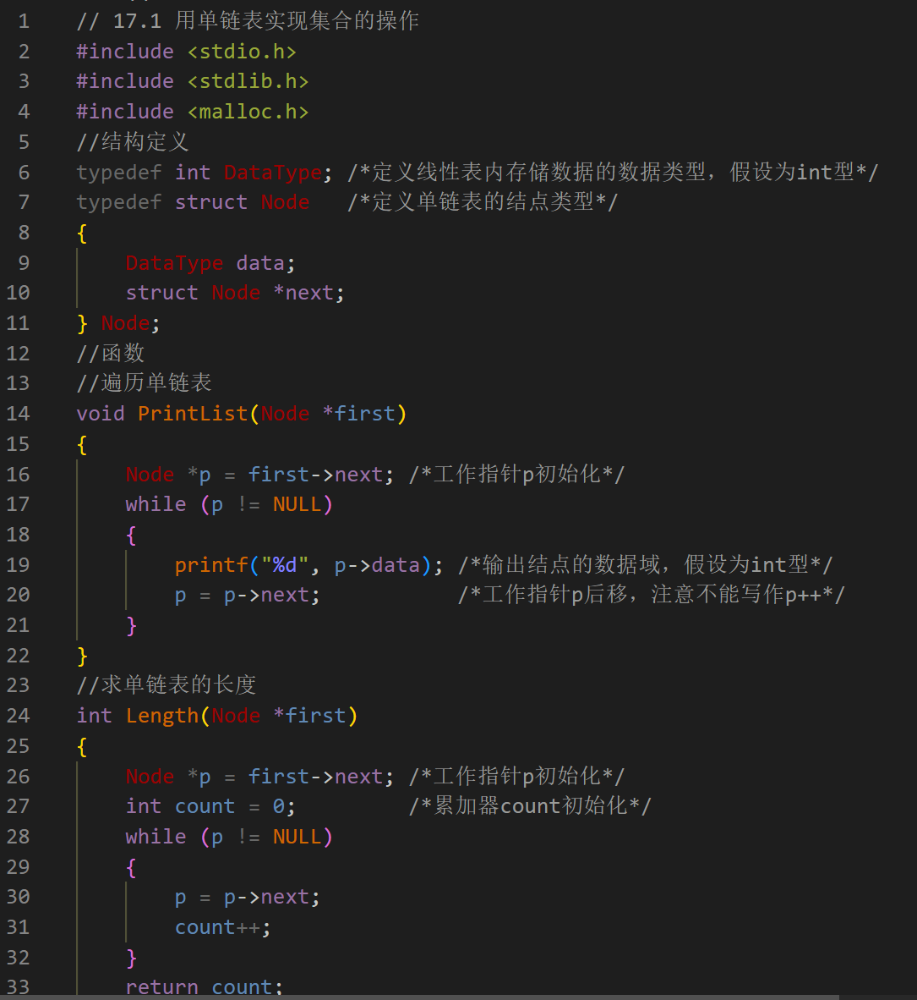 1 // 17.1 用单链表实现集合的操作
2 #include <stdio.h>
3 #include <stdlib.h>
4 #include <malloc.h>
5 //结构定义
6 typedef int DataType; /*定义线性表内存储数据的数据类型，假设为int型*/
7 typedef struct Node /*定义单链表的结点类型*/
8 {
9 DataType data;
10 struct Node *next;
11 } Node;
12 //函数
13 //遍历单链表
14 void PrintList(Node *first)
15 {
16 Node *p = first->next; /*工作指针p初始化*/
17 while (p != NULL)
18 {
19 printf("%d", p->data); /*输出结点的数据域，假设为int型*/
20 p = p->next; /*工作指针p后移，注意不能写作p++*/
21 }
22 }
23 //求单链表的长度
24 int Length(Node *first)
25 {
26 Node *p = first->next; /*工作指针p初始化*/
27 int count = 0; /*累加器count初始化*/
28 while (p != NULL)
29 {
30 p = p->next;
31 count++;
32 }
33 return count;